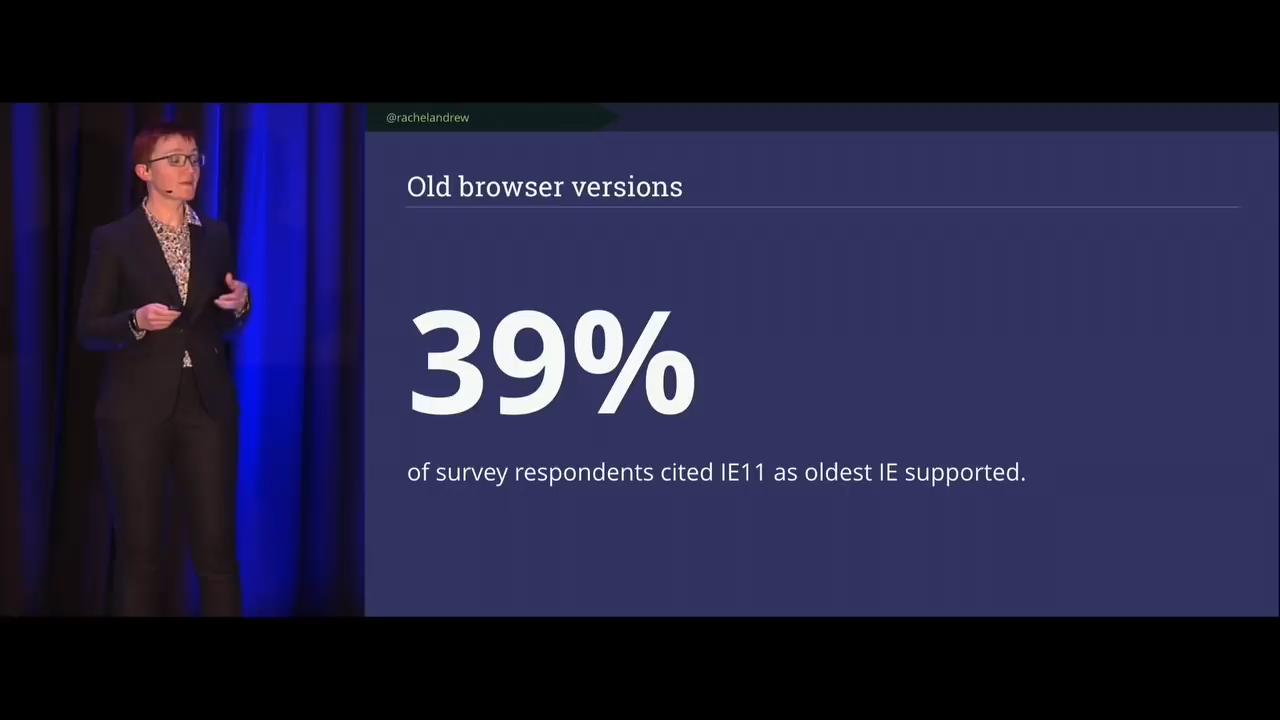 @rachelandrew
Old browser versions
39%
of survey respondents cited IE11 as oldest IE supported.